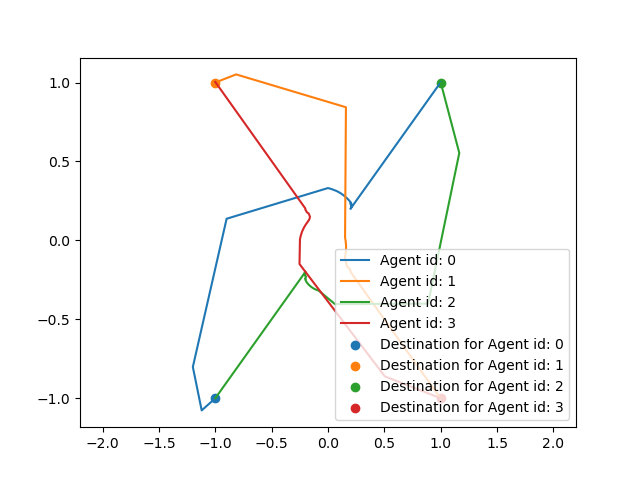 1.0
0.5
0.0
−0.5
−1.0
Agent id: 0
Agent id: 1
Agent id: 2
Agent id: 3
Destination for Agent id: 0
Destination for Agent id: 1
Destination for Agent id: 2
Destination for Agent id: 3
−2.0 −1.5 −1.0 −0.5 0.0 0.5 1.0 1.5 2.0